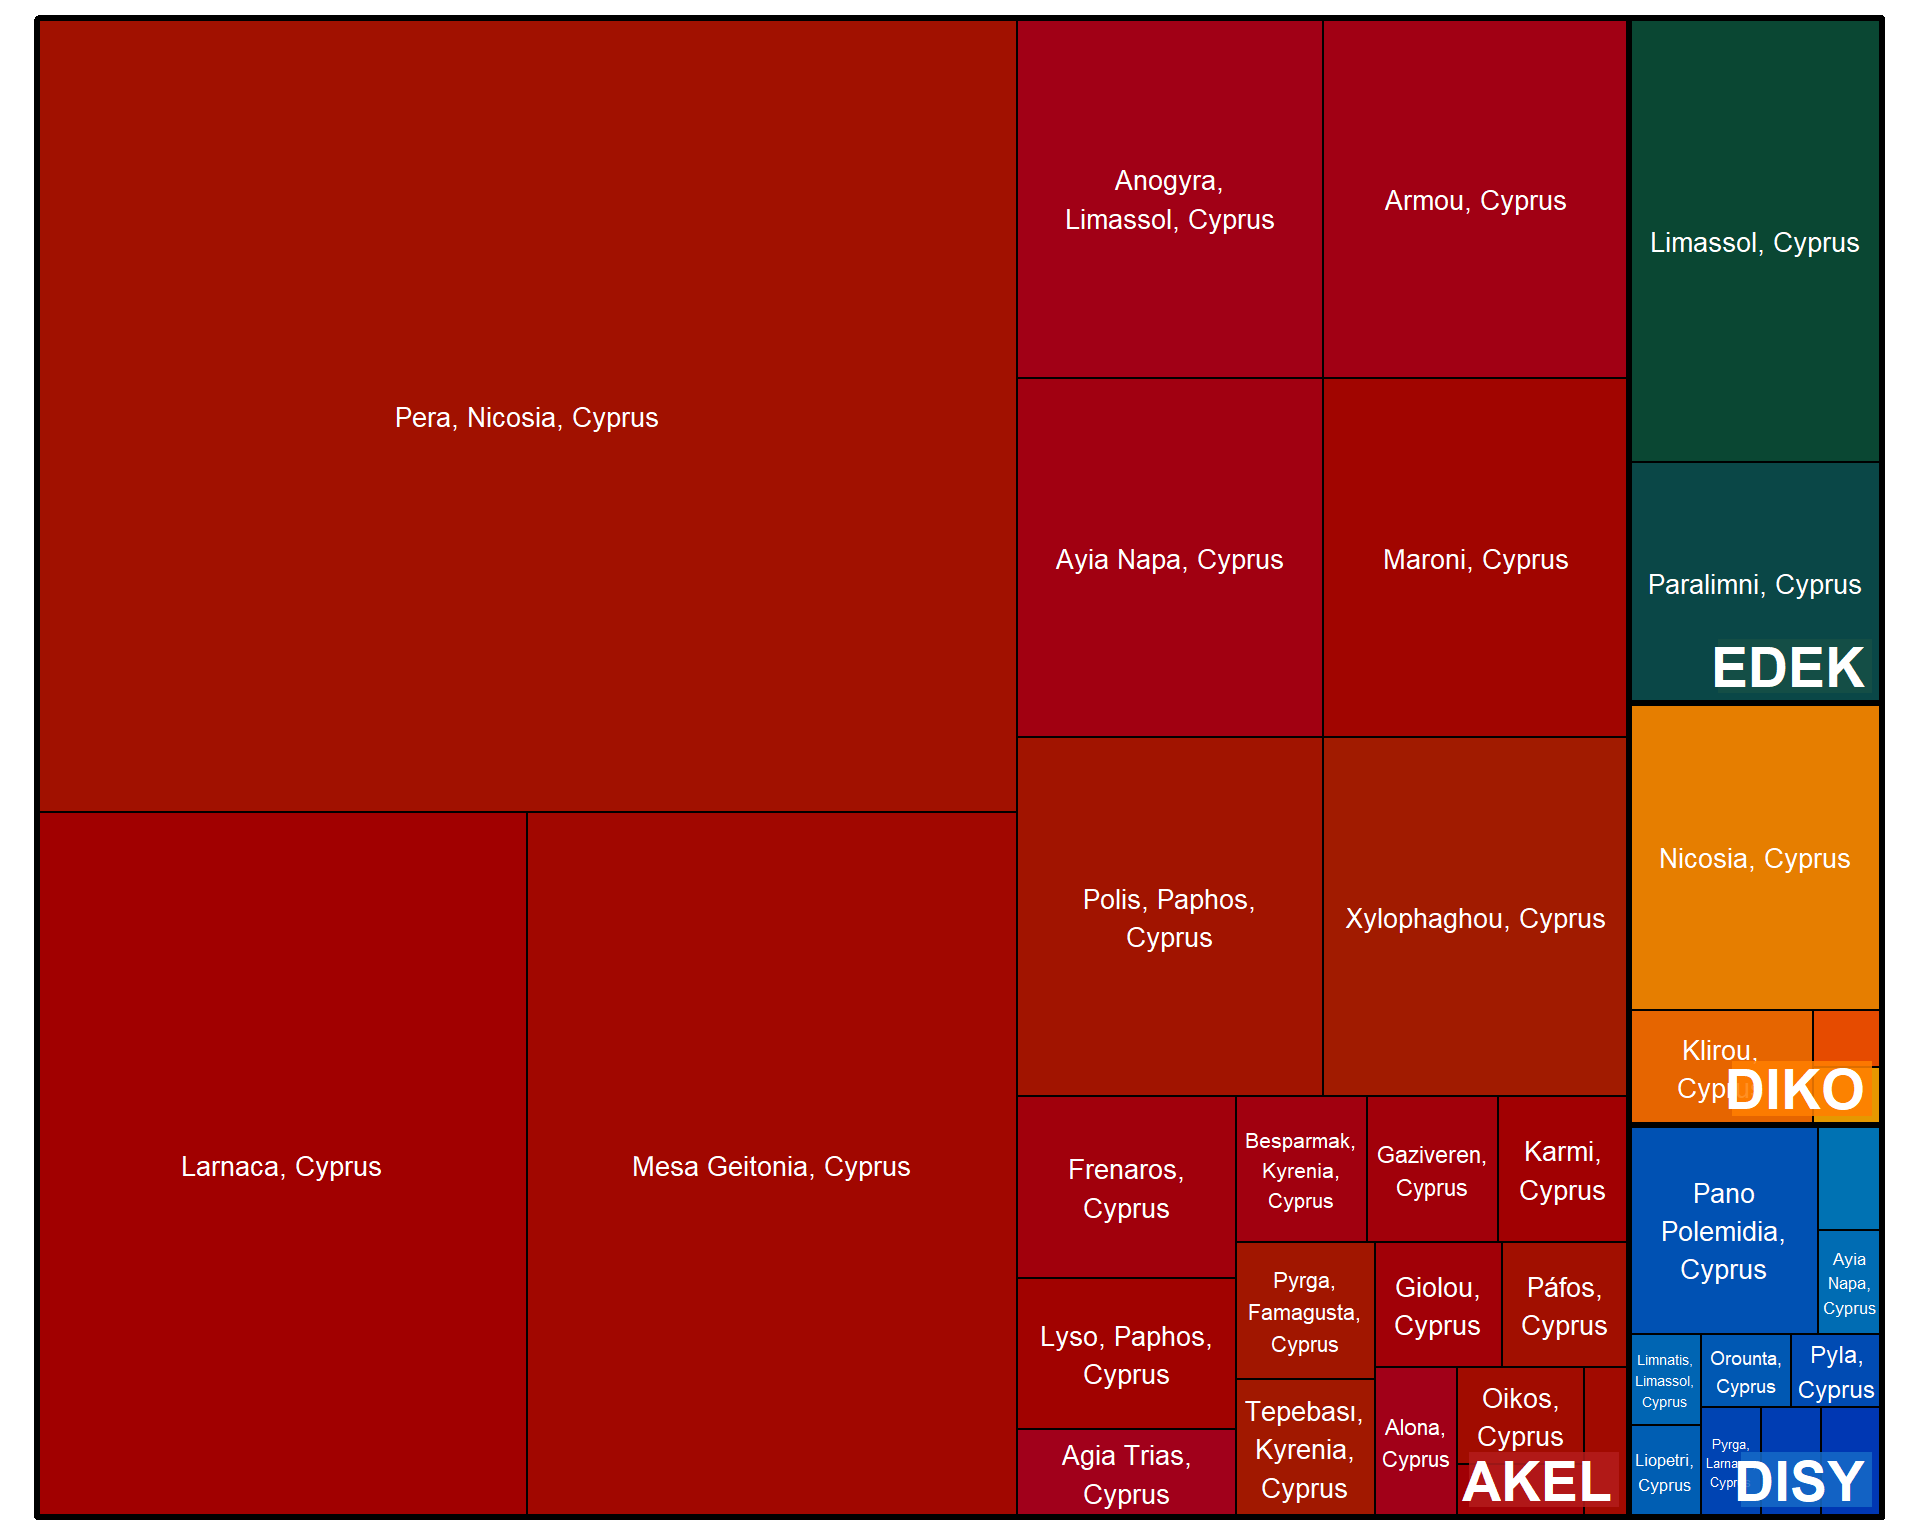 Pera, Nicosia, Cyprus
Larnaca, Cyprus
Mesa Geitonia, Cyprus
Anogyra,
Limassol, Cyprus
Armou, Cyprus
Ayia Napa, Cyprus
Maroni, Cyprus
Polis, Paphos,
Cyprus
Xylophaghou, Cyprus
Frenaros,
Cyprus
Lyso, Paphos,
Cyprus
Agia Trias,
Cyprus
Besparmak,
Kyrenia,
Cyprus
Gaziveren,
Cyprus
Karmi,
Cyprus
Pyrga,
Famagusta,
Cyprus
Giolou,
Cyprus
Páfos,
Cyprus
Tepebası,
Kyrenia,
Cyprus
Alona,
Cyprus
Oikos,
Cyprus
AKEL
Limassol, Cyprus
Paralimni, Cyprus
EDEK
Nicosia, Cyprus
Klirou,
DIKO
Pano
Polemidia,
Cyprus
Ayia
Napa,
Cyprus
Limnatis,
Limassol,
Cyprus
Orounta,
Cyprus
Pyla,
Cyprus
Liopetri,
Cyprus
Pyrga,
DISY